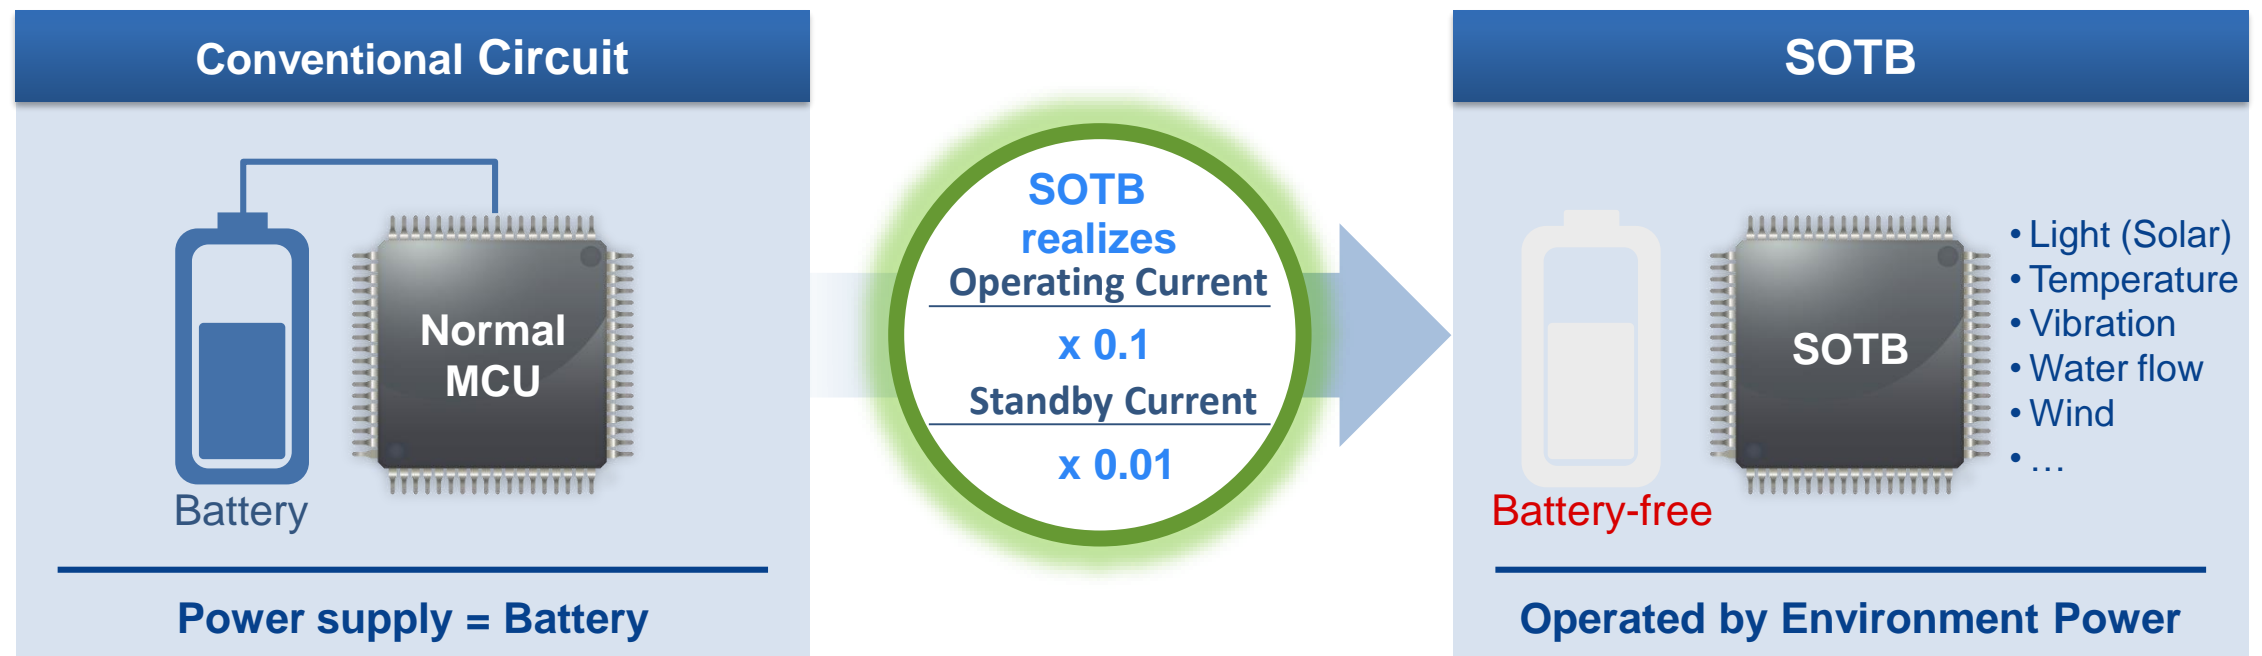 Conventional Circuit
Normal
MCU
Battery
Power supply = Battery
SOTB
realizes
Operating Current
x 0.1
Standby Current
x 0.01
SOTB
SOTB
• Light (Solar)
• Temperature
• Vibration
• Water flow
• Wind
• …
Battery-free
Operated by Environment Power